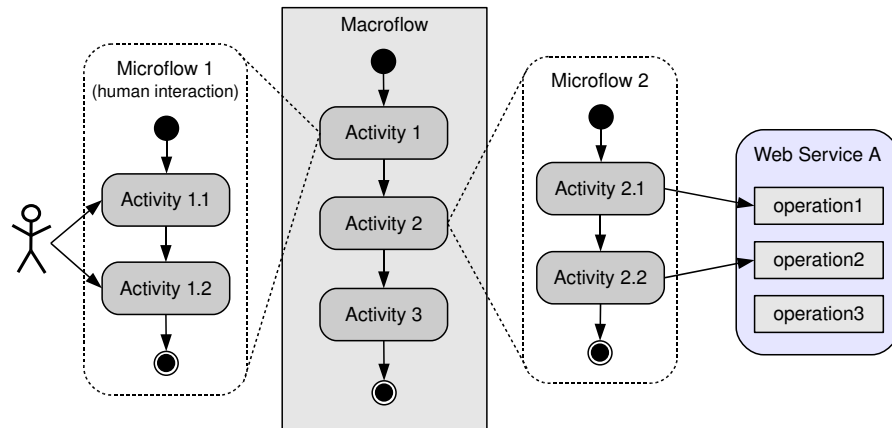 Microflow 1
(human interaction)
Activity 1.1
Activity 1.2
Macroflow
Activity 1
Activity 2
Activity 3
Microflow 2
Activity 2.1
Activity 2.2
Web Service A
operation1
operation2
operation3